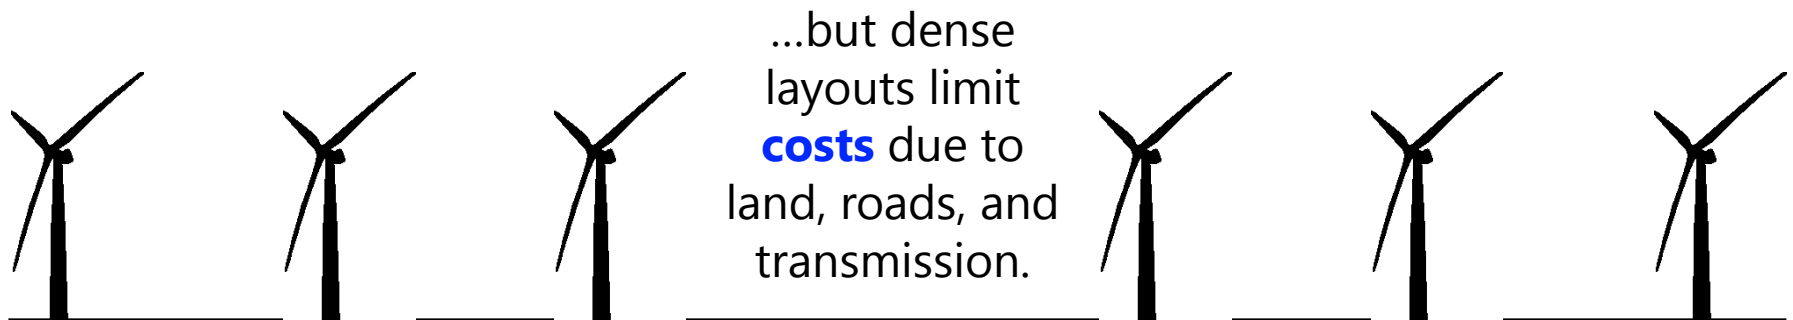 ...but dense
layouts limit
costs due to
land, roads, and
transmission.